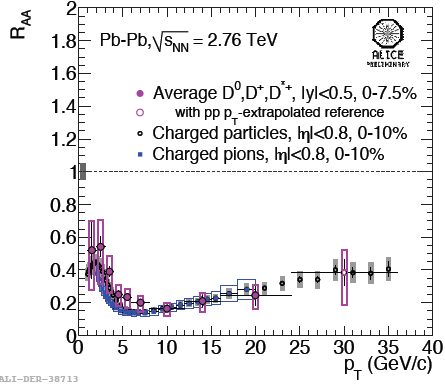 R_AA
2
1.8
1.6
1.4
1.2
1
0.8
0.6
0.4
0.2
0
Pb-Pb,√s_NN = 2.76 TeV
ALICE
PRELIMINARY
Average D⁰,D⁺,D*⁺, |y|<0.5, 0-7.5%
with pp p_T-extrapolated reference
Charged particles, |η|<0.8, 0-10%
Charged pions, |η|<0.8, 0-10%
0 5 10 15 20 25 30 35 40
p_T (GeV/c)
ALI-DER-38713